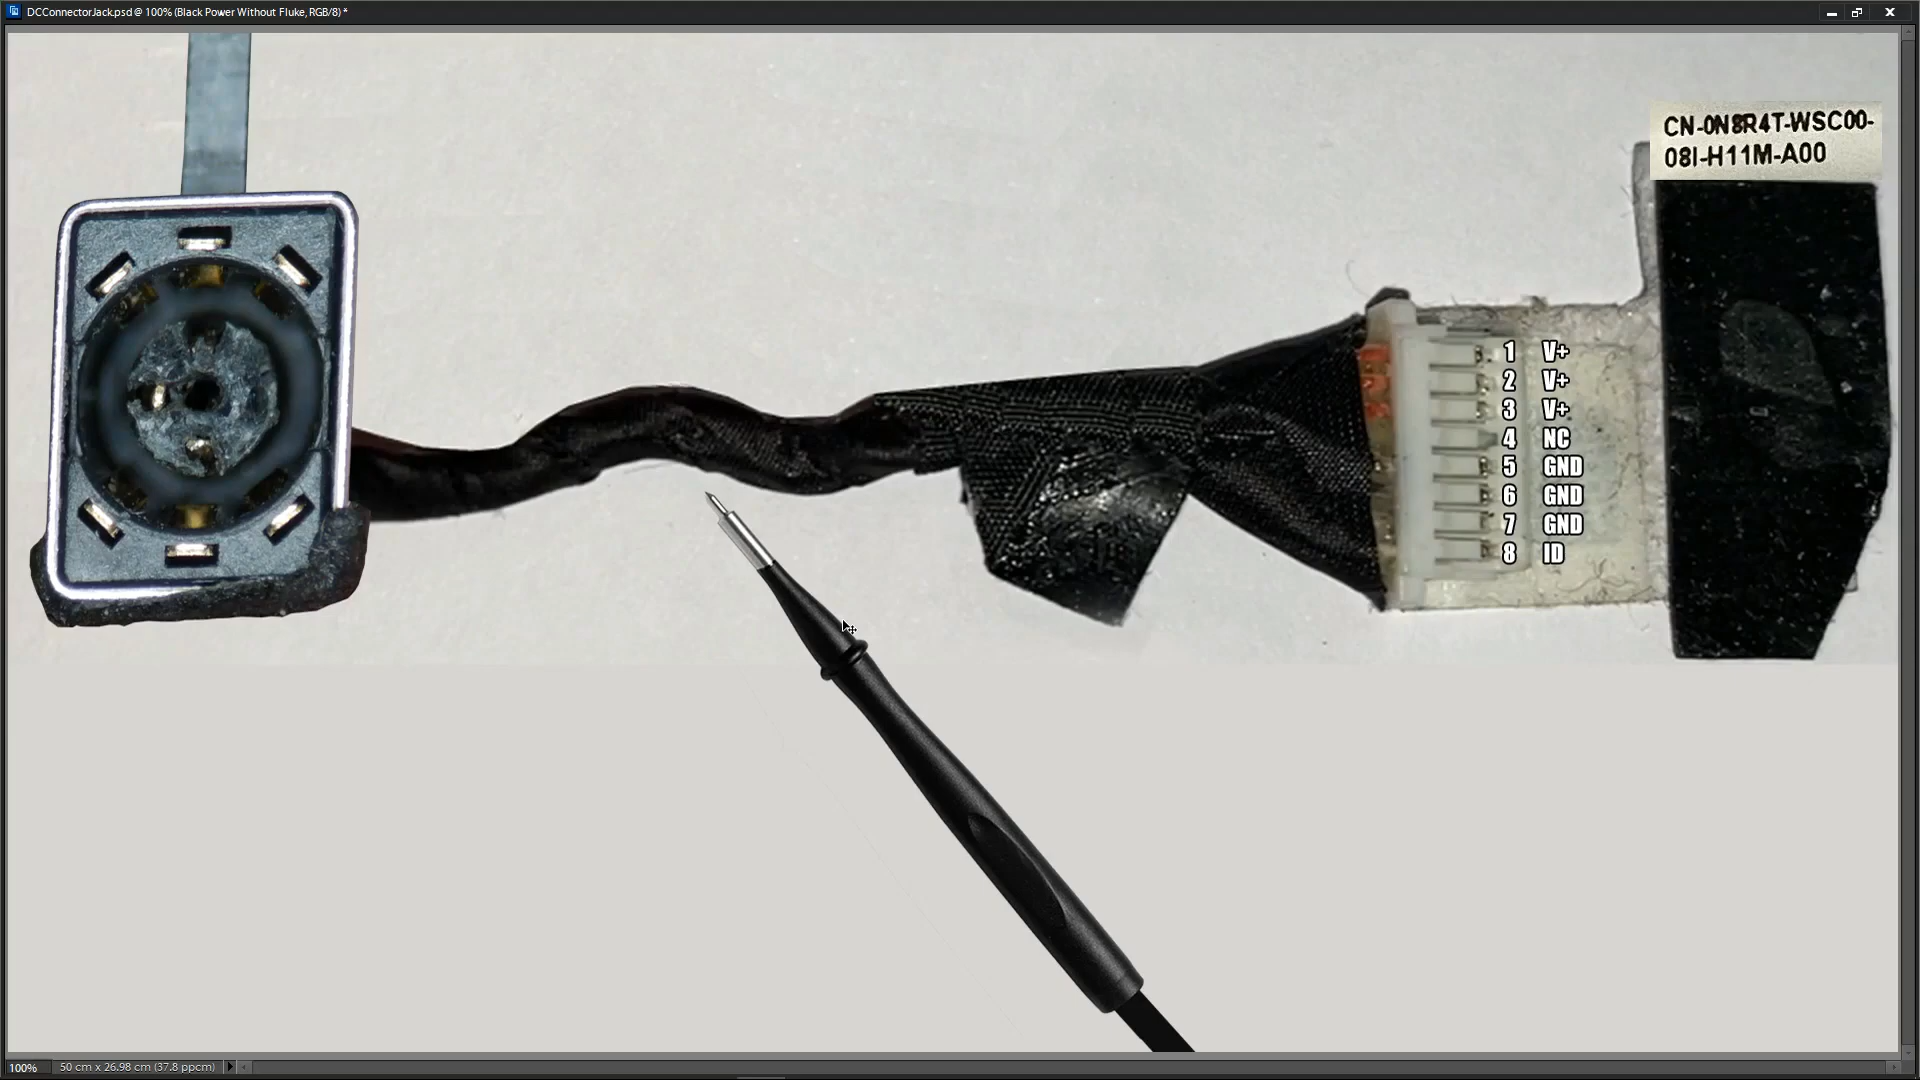 DCConnectorJack.psd @ 100% (Black Power Without Fluke, RGB/8) *
CN-0N8R4T-WSC00-
08I-H11M-A00
1 V+
2 V+
3 V+
4 NC
5 GND
6 GND
7 GND
8 ID
100% 50 cm x 26.98 cm (37.8 ppcm)